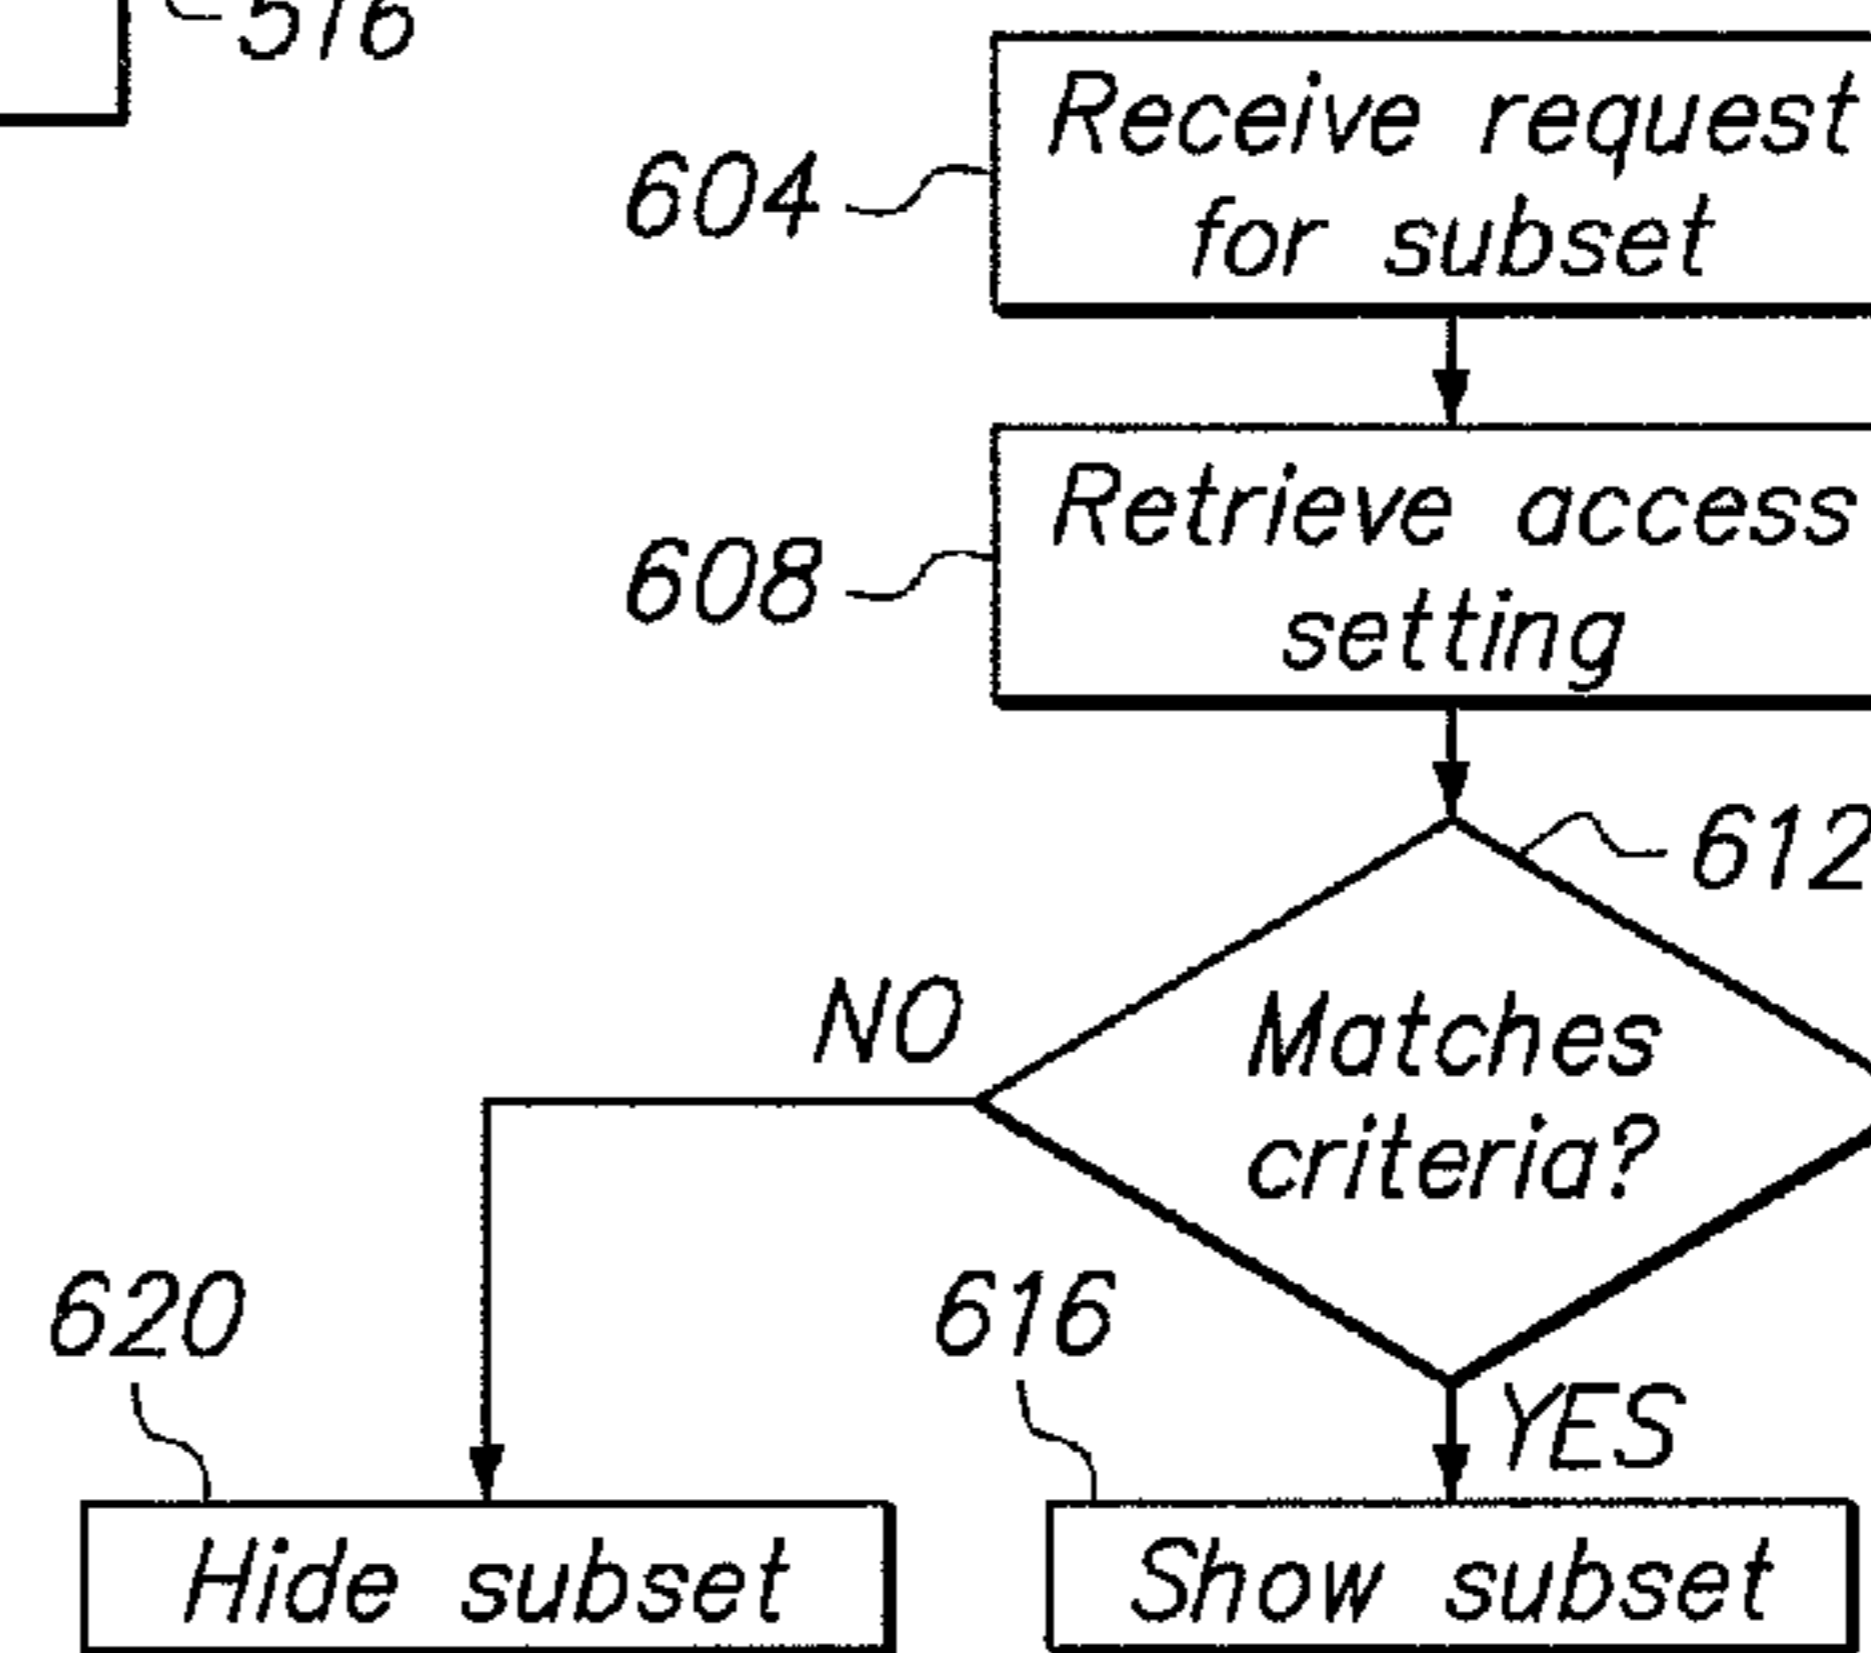 516
Receive request
for subset
604
Retrieve access
setting
608
612
NO
Matches
criteria?
620
616
YES
Hide subset
Show subset